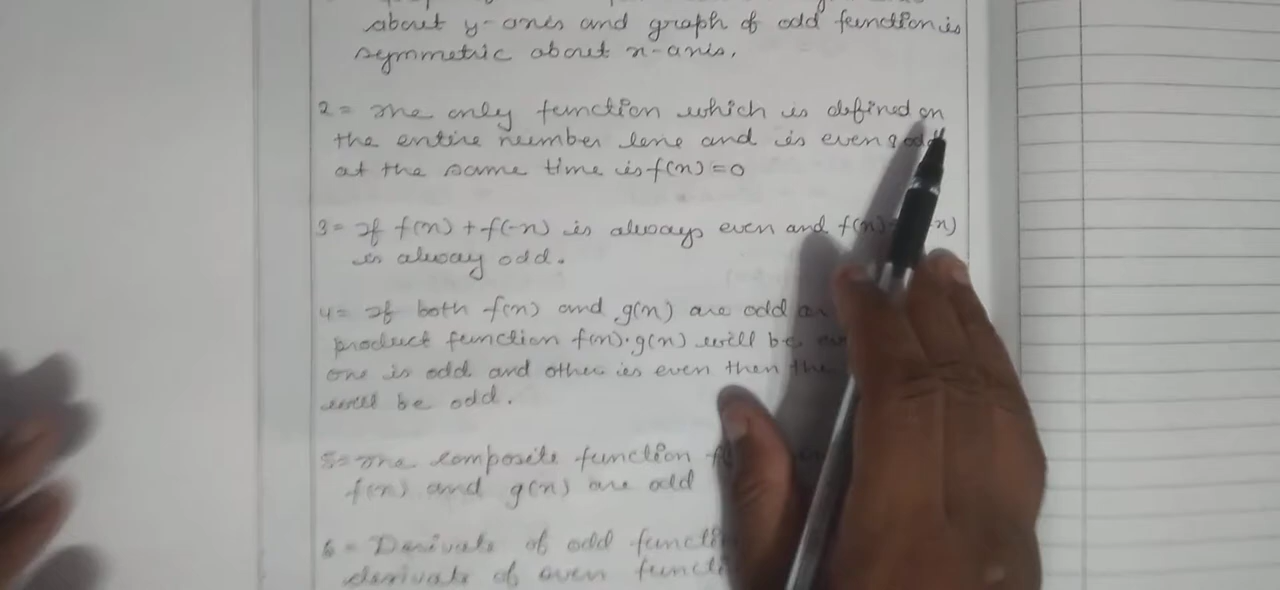 about y-axis and graph of odd function is
symmetric about x-axis.
2= The only function which is defined on
the entire number line and is even & odd
at the same time is f(x) = 0
3= If f(x) + f(-x) is always even and f(x)- x)
is alway odd.
4= If both f(x) and g(x) are odd
product function f(x).g(x) will be
one is odd and other is even then the
will be odd.
5= The composite function
f(x) and g(x) are odd
6= Derivate of odd functi
derivate of even functi